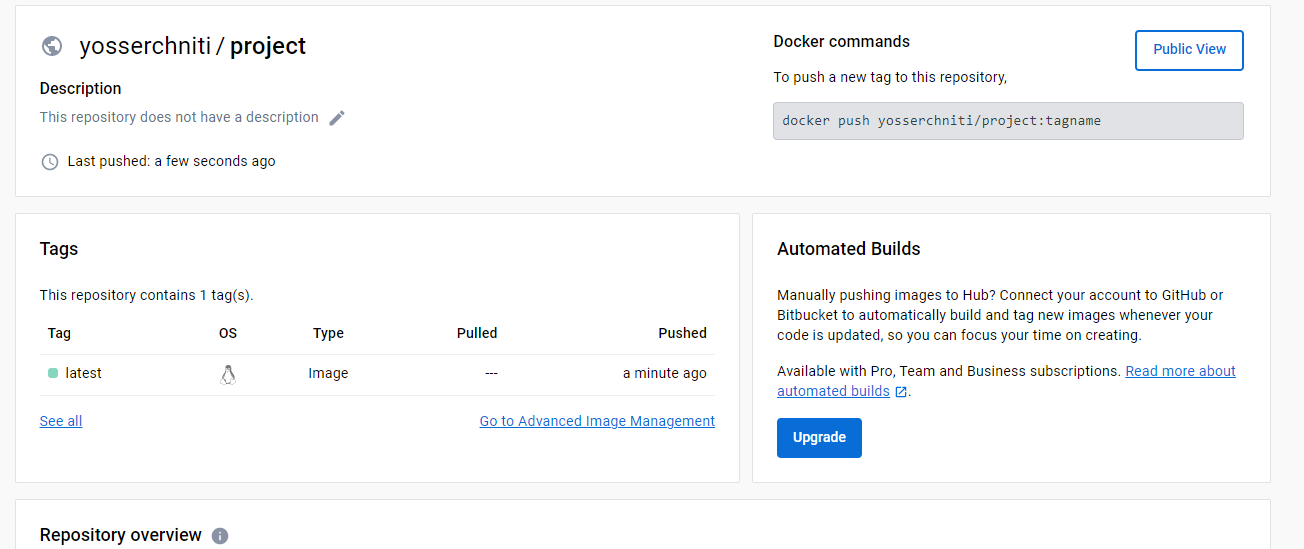 yosserchniti / project
Description
This repository does not have a description
Last pushed: a few seconds ago
Docker commands
Public View
To push a new tag to this repository,
docker push yosserchniti/project:tagname
Tags
This repository contains 1 tag(s).
Tag OS Type Pulled Pushed
latest Image --- a minute ago
See all Go to Advanced Image Management
Automated Builds
Manually pushing images to Hub? Connect your account to GitHub or
Bitbucket to automatically build and tag new images whenever your
code is updated, so you can focus your time on creating.
Available with Pro, Team and Business subscriptions. Read more about
automated builds .
Upgrade
Repository overview